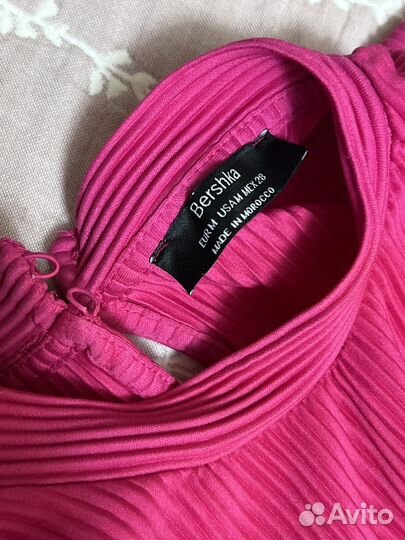 Bershka
EUR M USA M MEX 28
MADE IN MOROCCO
Avito